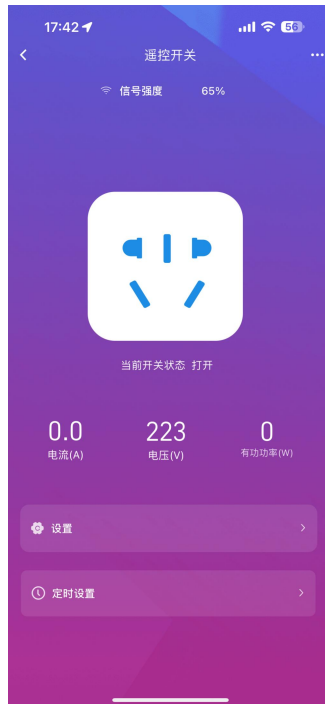 17:42
56
遥控开关
信号强度 65%
当前开关状态 打开
0.0 223 0
电流(A) 电压(V) 有功功率(W)
设置
定时设置